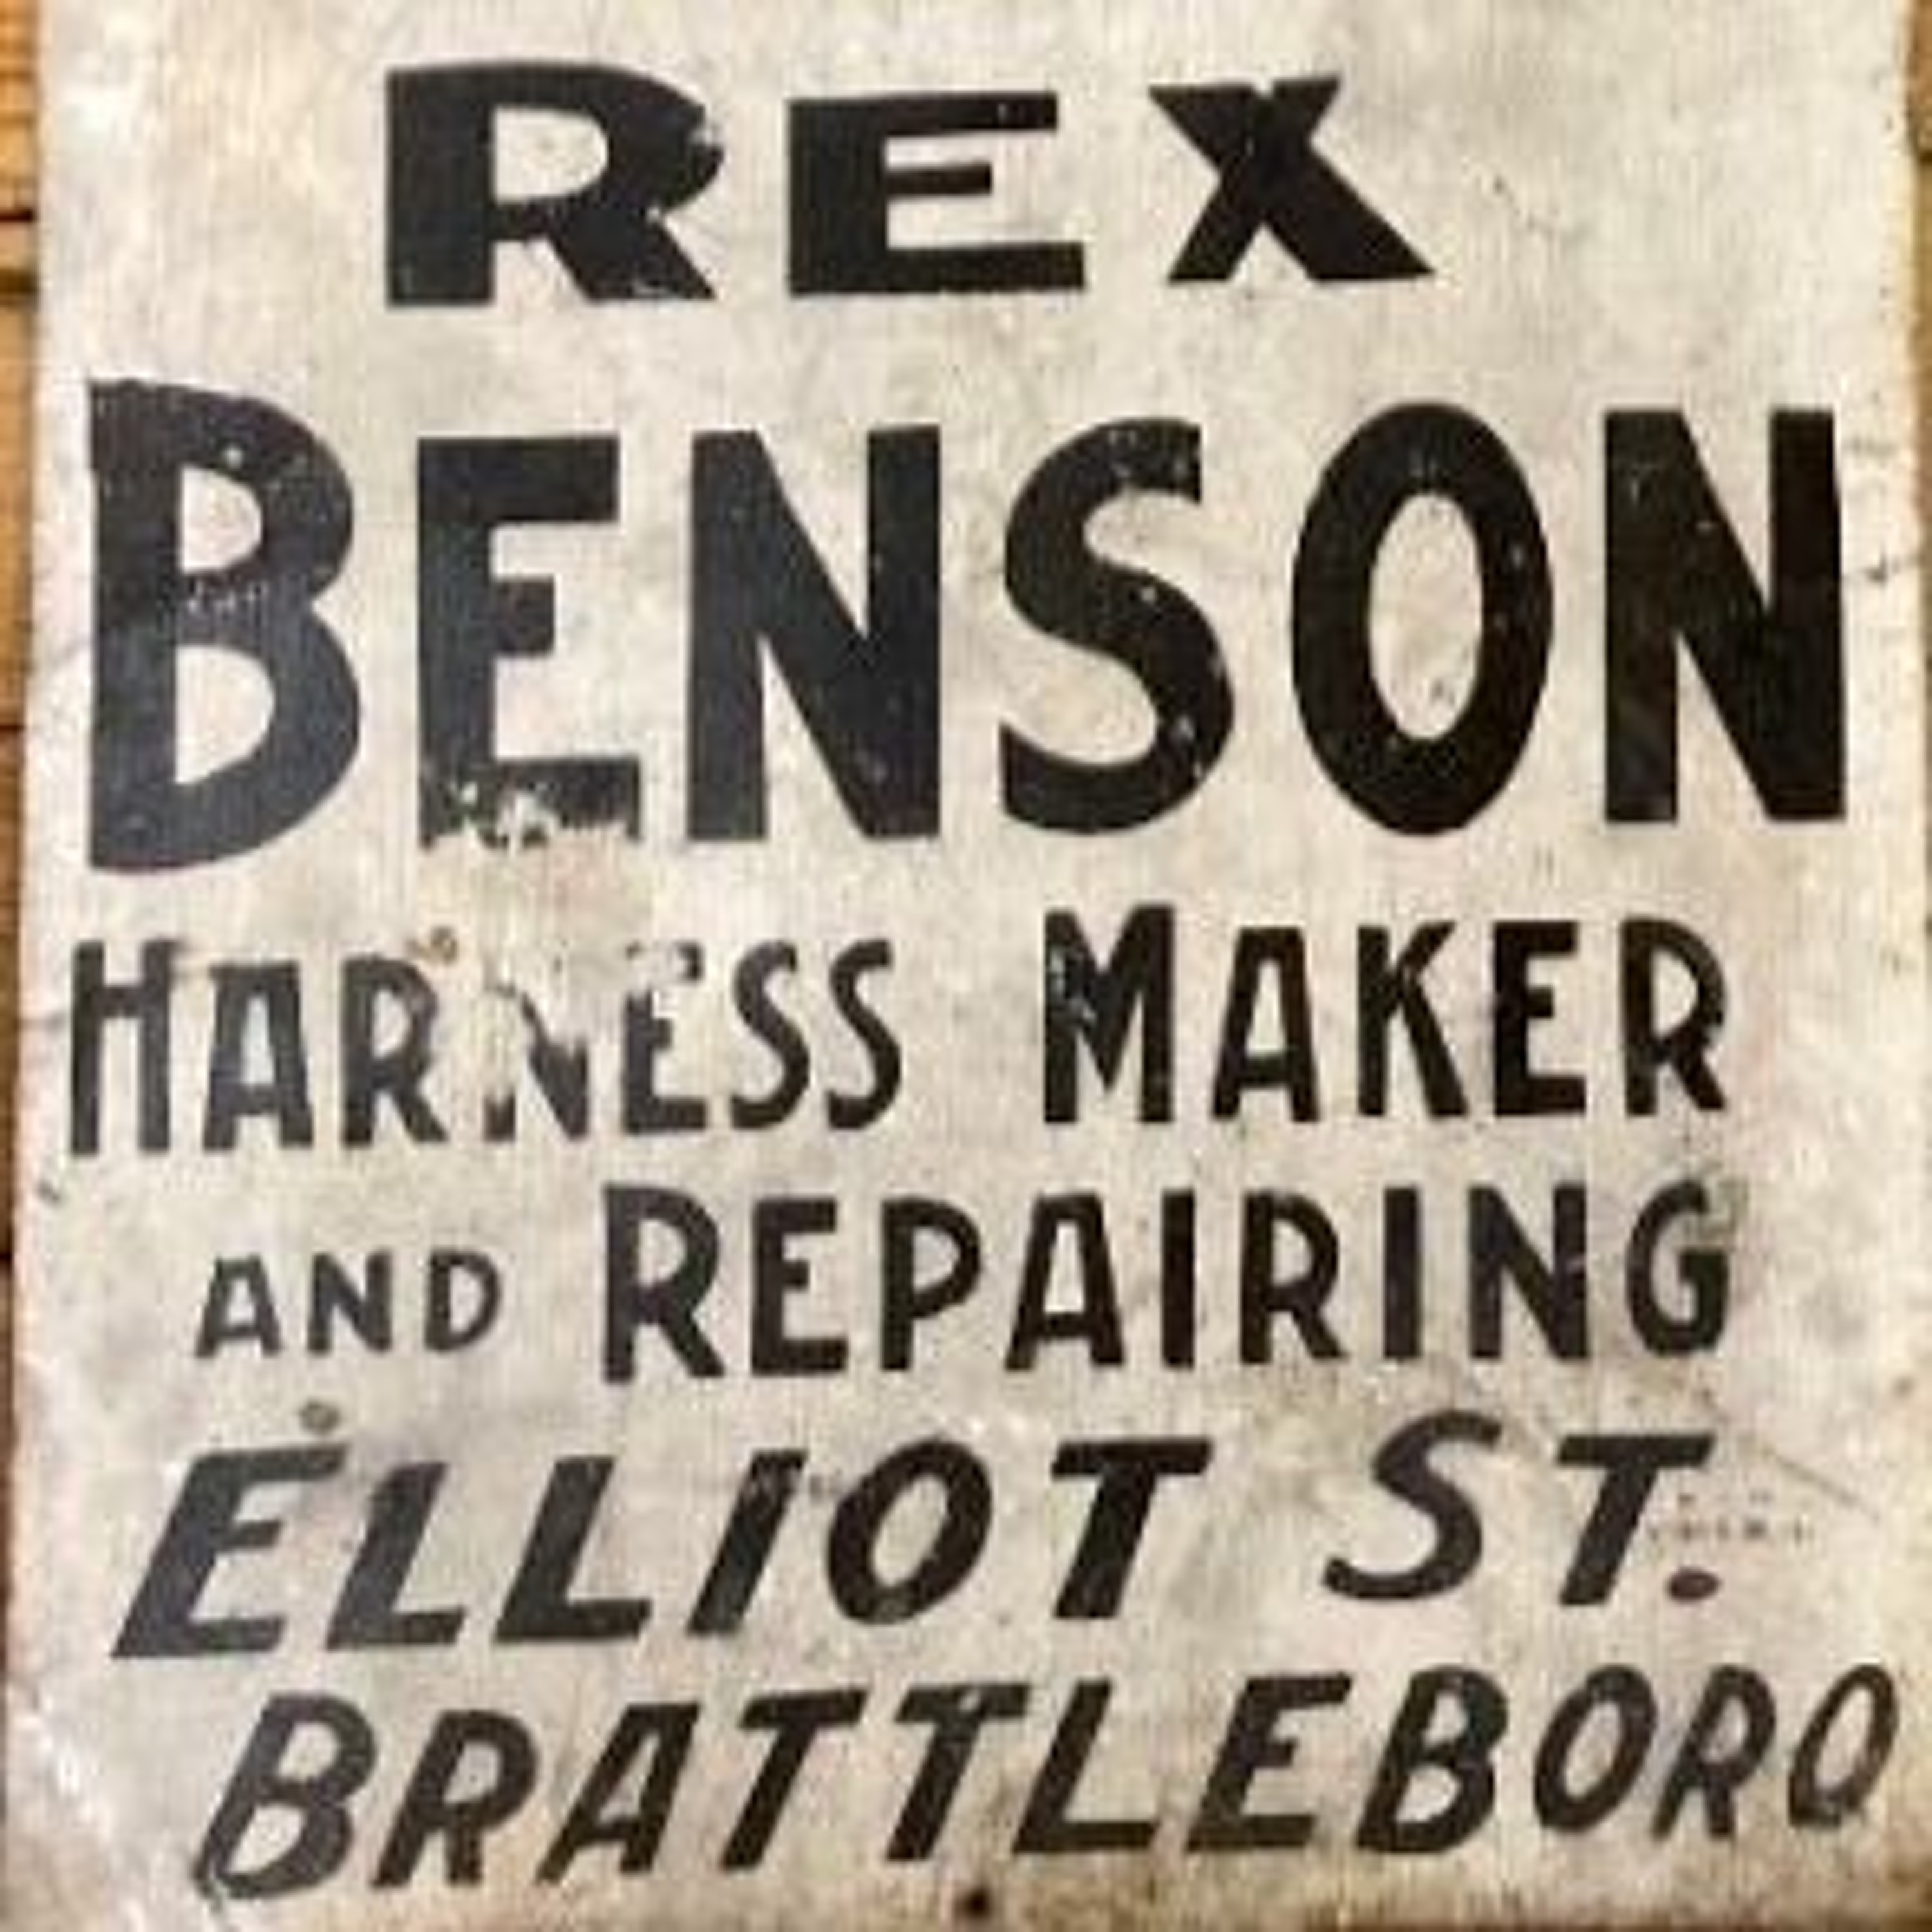 REX
BENSON
HARNESS MAKER
AND REPAIRING
ELLIOT ST.
BRATTLEBORO